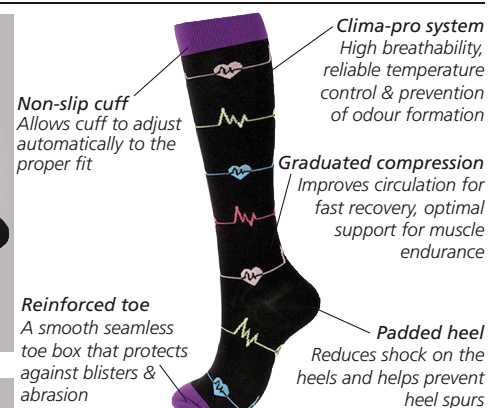 Clima-pro system
High breathability,
reliable temperature
control & prevention
of odour formation
Non-slip cuff
Allows cuff to adjust
automatically to the
proper fit
Graduated compression
Improves circulation for
fast recovery, optimal
support for muscle
endurance
Reinforced toe
A smooth seamless
toe box that protects
against blisters &
abrasion
Padded heel
Reduces shock on the
heels and helps prevent
heel spurs